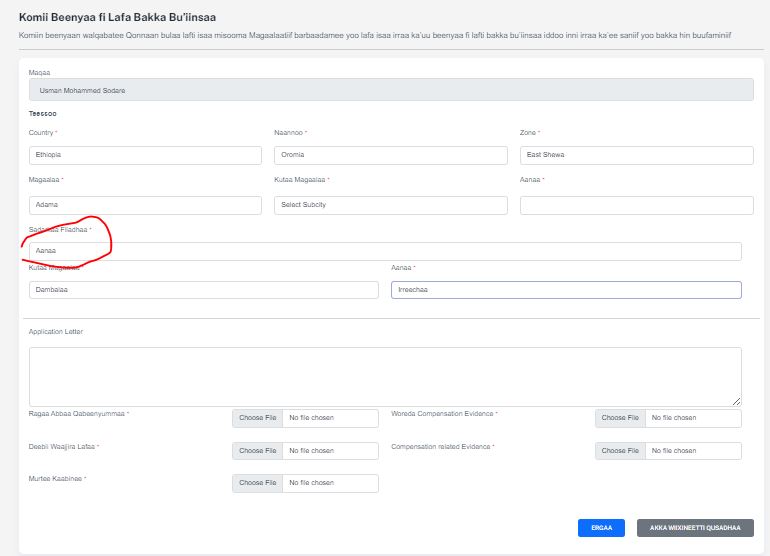 Komii Beenyaa fi Lafa Bakka Bu'iinsaa
Komiin beenyaan walqabatee Qonnaan bulaa lafti isaa misooma Magaalaatiif barbaadamee yoo lafa isaa irraa ka'uu beenyaa fi lafti bakka bu'iinsaa iddoo inni irraa ka'ee saniif yoo bakka hin buufaminiif
Maqaa
Usman Mohammed Sodare
Teessoo
Country * Naannoo * Zone *
Ethiopia Oromia East Shewa
Magaalaa * Kutaa Magaalaa * Aanaa *
Adama Select Subcity
Filadhaa *
Aanaa
Kutaa Magaalaa Aanaa *
Dambalaa Irreechaa
Application Letter
Ragaa Abbaa Qabeenyummaa * Choose File No file chosen Woreda Compensation Evidence * Choose File No file chosen
Deebii Waajjira Lafaa * Choose File No file chosen Compensation related Evidence * Choose File No file chosen
Murtee Kaabinee * Choose File No file chosen
ERGAA AKKA WIIXINEETTI QUSADHAA